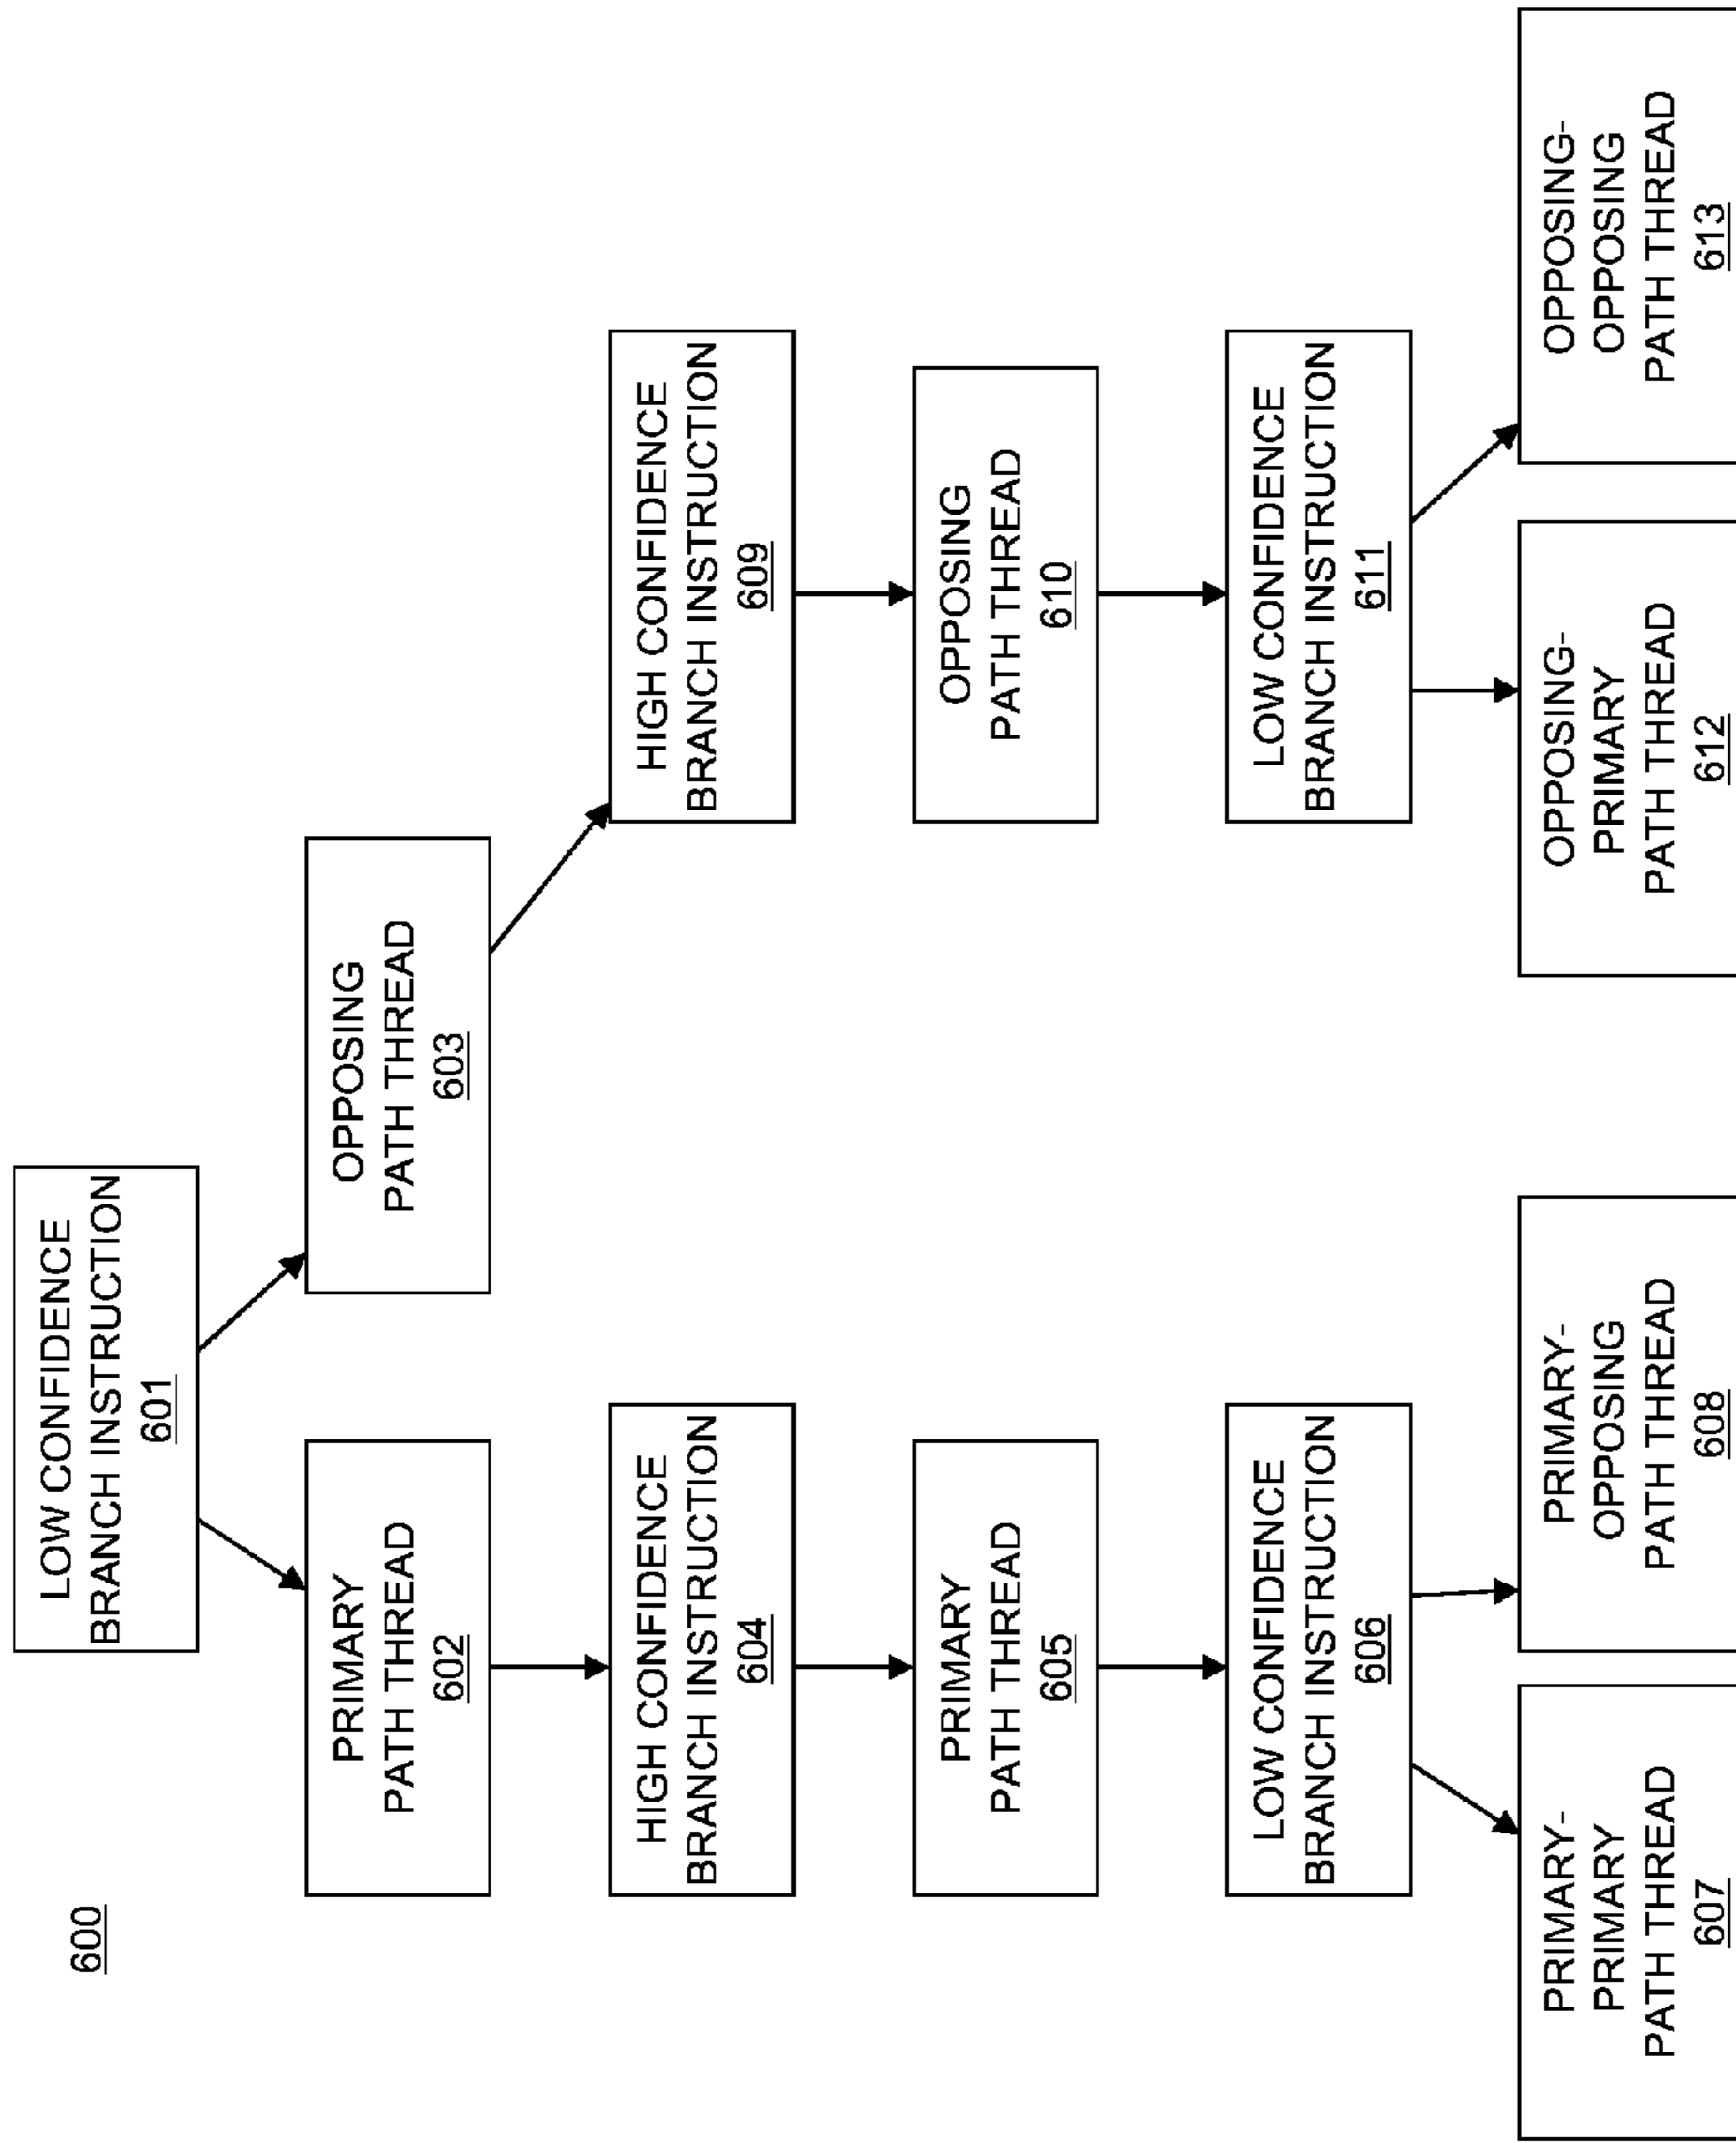 600
LOW CONFIDENCE
BRANCH INSTRUCTION
601
PRIMARY
PATH THREAD
602
OPPOSING
PATH THREAD
603
HIGH CONFIDENCE
BRANCH INSTRUCTION
604
HIGH CONFIDENCE
BRANCH INSTRUCTION
609
PRIMARY
PATH THREAD
605
OPPOSING
PATH THREAD
610
LOW CONFIDENCE
BRANCH INSTRUCTION
606
LOW CONFIDENCE
BRANCH INSTRUCTION
611
PRIMARY-
PRIMARY
PATH THREAD
607
PRIMARY-
OPPOSING
PATH THREAD
608
OPPOSING-
PRIMARY
PATH THREAD
612
OPPOSING-
OPPOSING
PATH THREAD
613